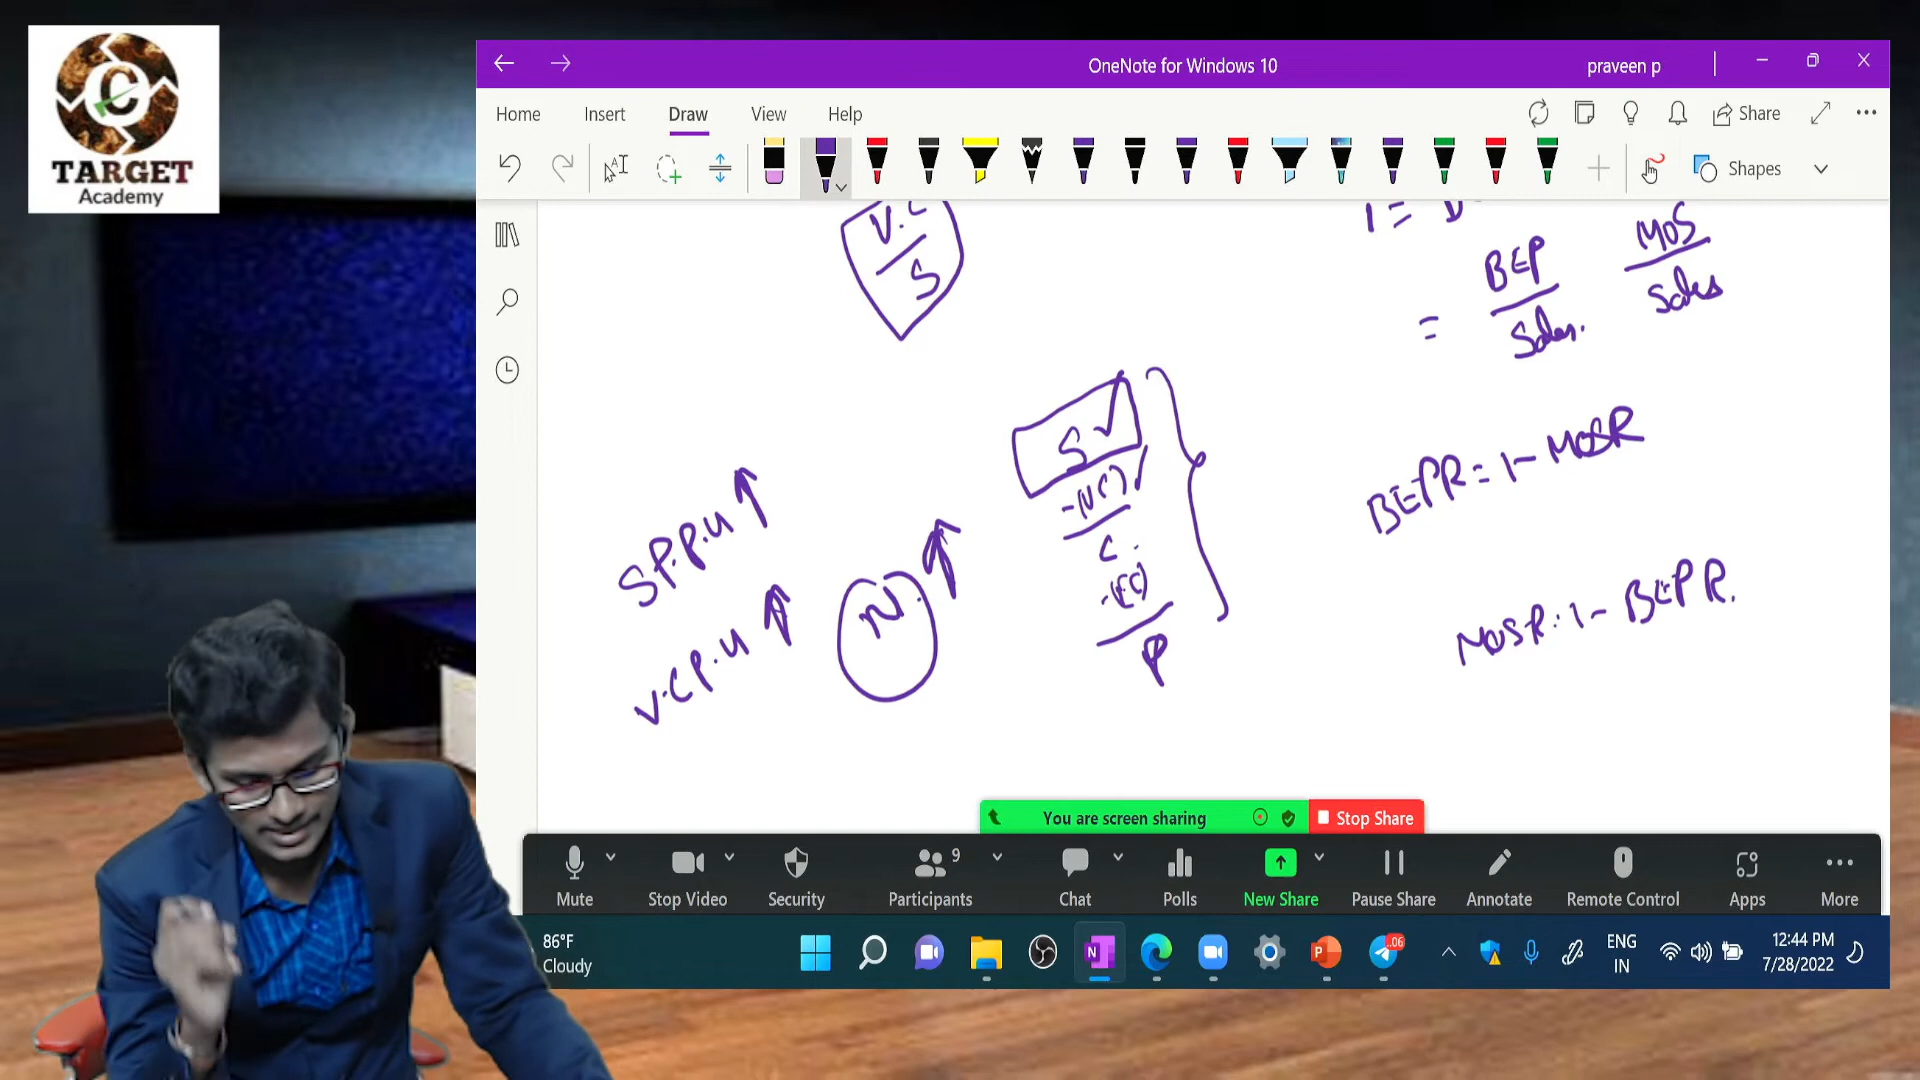 TARGET
Academy
OneNote for Windows 10
praveen p
Home Insert Draw View Help
Share
Shapes
V.C
S
1 =
= BEP
Sales.
MOS
Sales
S
-(VC)
C
-(FC)
P
S.P.P.U ↑
V.C P.U ↑
N ↑
BEPR = 1 - MOSR
MOSR : 1 - BEPR.
You are screen sharing
Stop Share
Mute Stop Video Security Participants 9 Chat Polls New Share Pause Share Annotate Remote Control Apps More
86°F
Cloudy
..06
ENG
IN
12:44 PM
7/28/2022